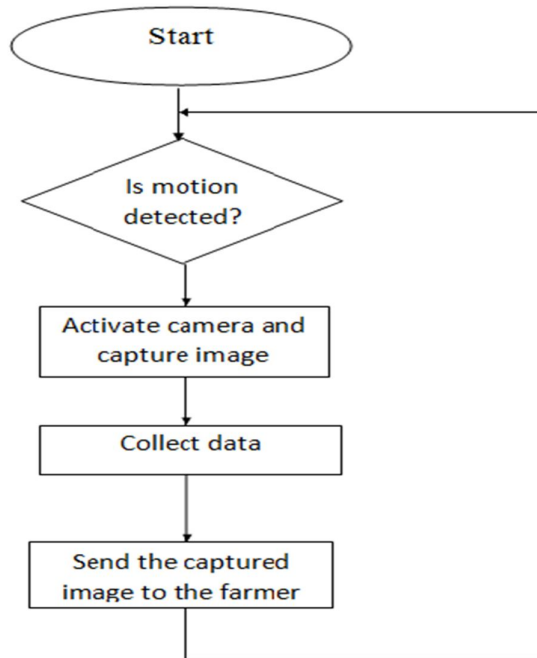 Start
Is motion
detected?
Activate camera and
capture image
Collect data
Send the captured
image to the farmer